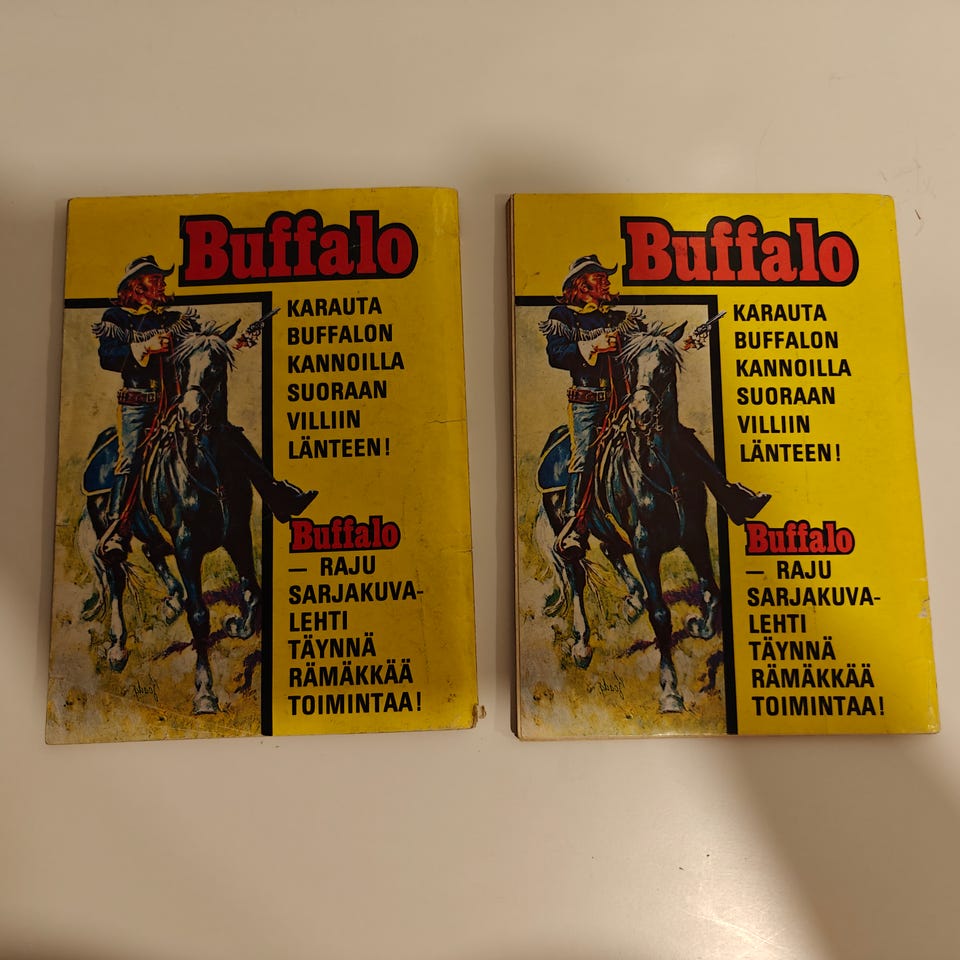 Buffalo
KARAUTA
BUFFALON
KANNOILLA
SUORAAN
VILLIIN
LÄNTEEN!
Buffalo
— RAJU
SARJAKUVA-
LEHTI
TÄYNNÄ
RÄMÄKKÄÄ
TOIMINTAA!
Buffalo
KARAUTA
BUFFALON
KANNOILLA
SUORAAN
VILLIIN
LÄNTEEN!
Buffalo
— RAJU
SARJAKUVA-
LEHTI
TÄYNNÄ
RÄMÄKKÄÄ
TOIMINTAA!